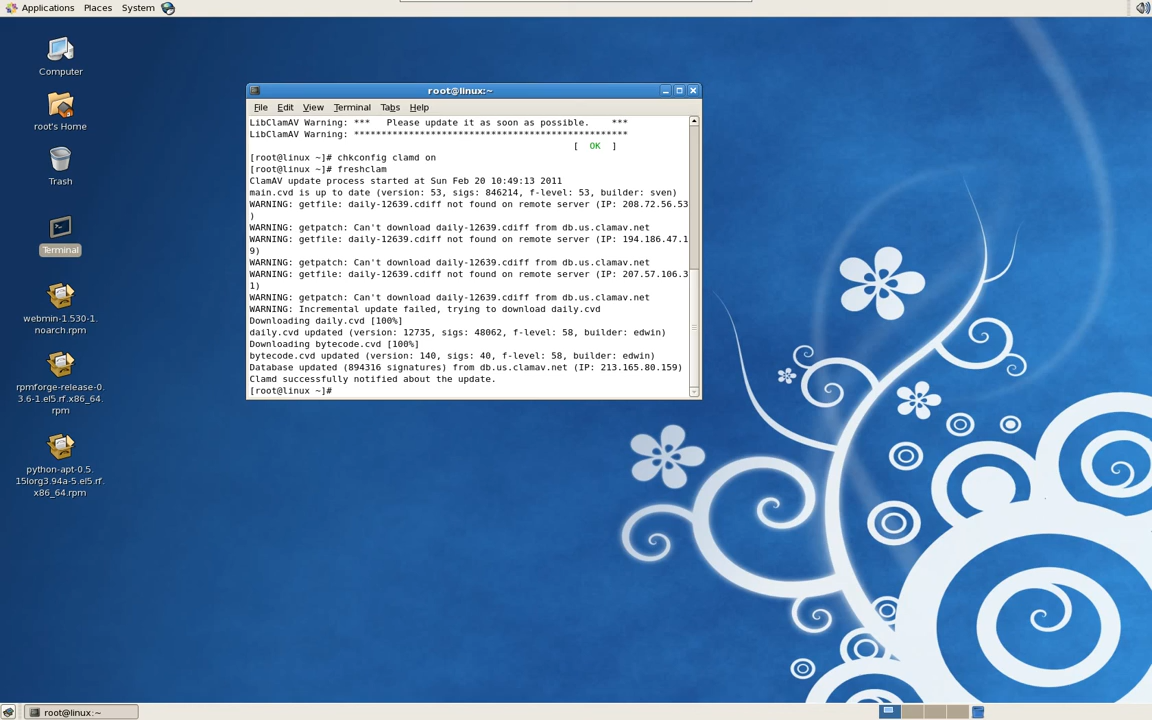 Applications Places System
Computer
root's Home
Trash
Terminal
webmin-1.530-1.
noarch.rpm
rpmforge-release-0.
3.6-1.el5.rf.x86_64.
rpm
python-apt-0.5.
15lorg3.94a-5.el5.rf.
x86_64.rpm
root@linux:~
File Edit View Terminal Tabs Help
LibClamAV Warning: ***   Please update it as soon as possible.    ***
LibClamAV Warning: **************************************************
[  OK  ]
[root@linux ~]# chkconfig clamd on
[root@linux ~]# freshclam
ClamAV update process started at Sun Feb 20 10:49:13 2011
main.cvd is up to date (version: 53, sigs: 846214, f-level: 53, builder: sven)
WARNING: getfile: daily-12639.cdiff not found on remote server (IP: 208.72.56.53
)
WARNING: getpatch: Can't download daily-12639.cdiff from db.us.clamav.net
WARNING: getfile: daily-12639.cdiff not found on remote server (IP: 194.186.47.1
9)
WARNING: getpatch: Can't download daily-12639.cdiff from db.us.clamav.net
WARNING: getfile: daily-12639.cdiff not found on remote server (IP: 207.57.106.3
1)
WARNING: getpatch: Can't download daily-12639.cdiff from db.us.clamav.net
WARNING: Incremental update failed, trying to download daily.cvd
Downloading daily.cvd [100%]
daily.cvd updated (version: 12735, sigs: 48062, f-level: 58, builder: edwin)
Downloading bytecode.cvd [100%]
bytecode.cvd updated (version: 140, sigs: 40, f-level: 58, builder: edwin)
Database updated (894316 signatures) from db.us.clamav.net (IP: 213.165.80.159)
Clamd successfully notified about the update.
[root@linux ~]#
root@linux:~